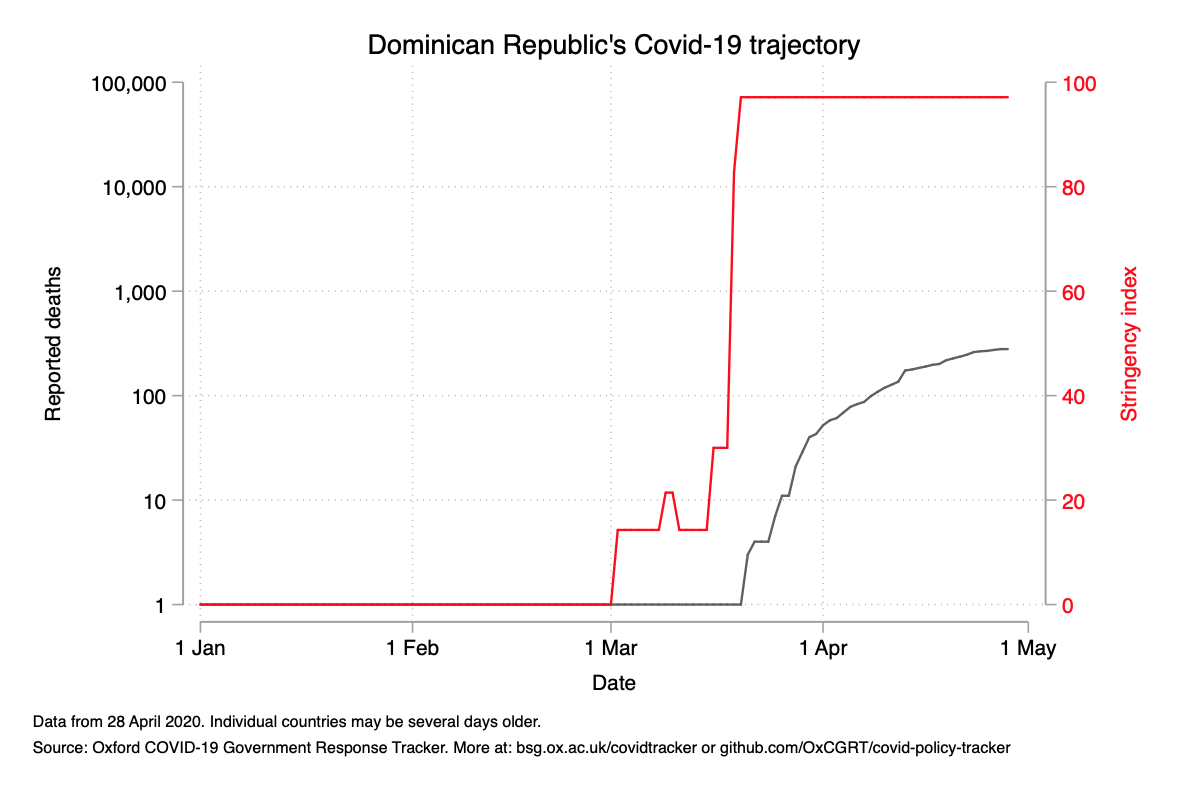 Dominican Republic's Covid-19 trajectory
100,000
10,000
1,000
100
10
1
Reported deaths
100
80
60
40
20
0
Stringency index
1 Jan
1 Feb
1 Mar
1 Apr
1 May
Date
Data from 28 April 2020. Individual countries may be several days older.
Source: Oxford COVID-19 Government Response Tracker. More at: bsg.ox.ac.uk/covidtracker or github.com/OxCGRT/covid-policy-tracker